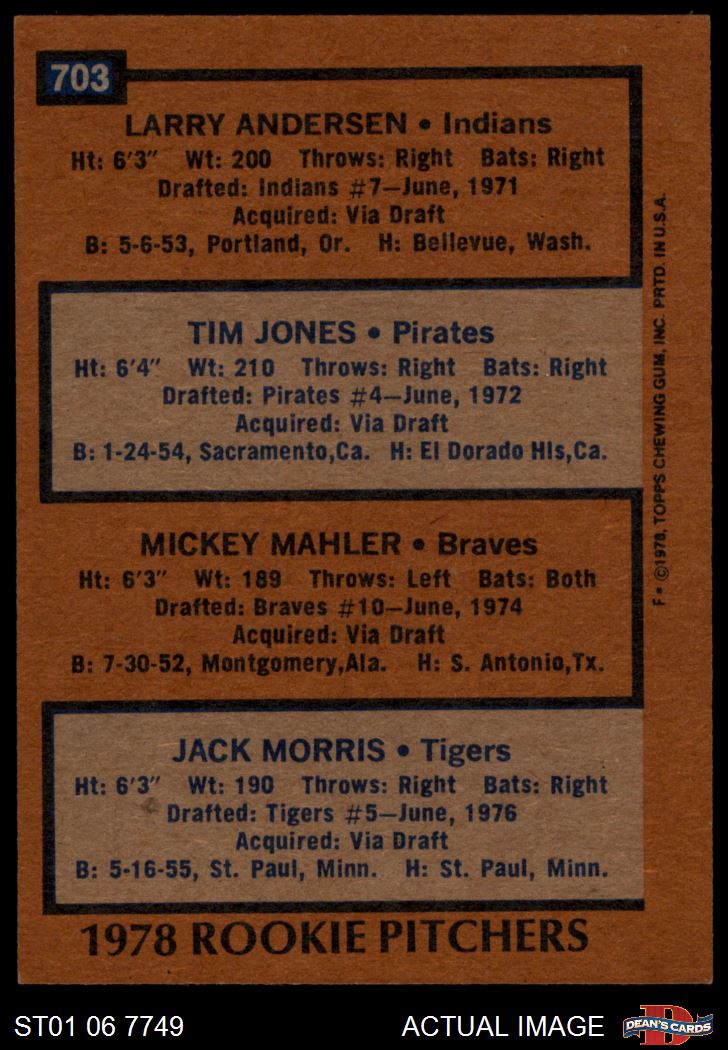 703
LARRY ANDERSEN • Indians
Ht: 6'3" Wt: 200 Throws: Right Bats: Right
Drafted: Indians #7—June, 1971
Acquired: Via Draft
B: 5-6-53, Portland, Or. H: Bellevue, Wash.
TIM JONES • Pirates
Ht: 6'4" Wt: 210 Throws: Right Bats: Right
Drafted: Pirates #4—June, 1972
Acquired: Via Draft
B: 1-24-54, Sacramento,Ca. H: El Dorado Hls,Ca.
MICKEY MAHLER • Braves
Ht: 6'3" Wt: 189 Throws: Left Bats: Both
Drafted: Braves #10—June, 1974
Acquired: Via Draft
B: 7-30-52, Montgomery,Ala. H: S. Antonio,Tx.
JACK MORRIS • Tigers
Ht: 6'3" Wt: 190 Throws: Right Bats: Right
Drafted: Tigers #5—June, 1976
Acquired: Via Draft
B: 5-16-55, St. Paul, Minn. H: St. Paul, Minn.
1978 ROOKIE PITCHERS
F* ©1978, TOPPS CHEWING GUM, INC. PRTD. IN U.S.A.
ST01 06 7749
ACTUAL IMAGE
D
DEAN'S CARDS